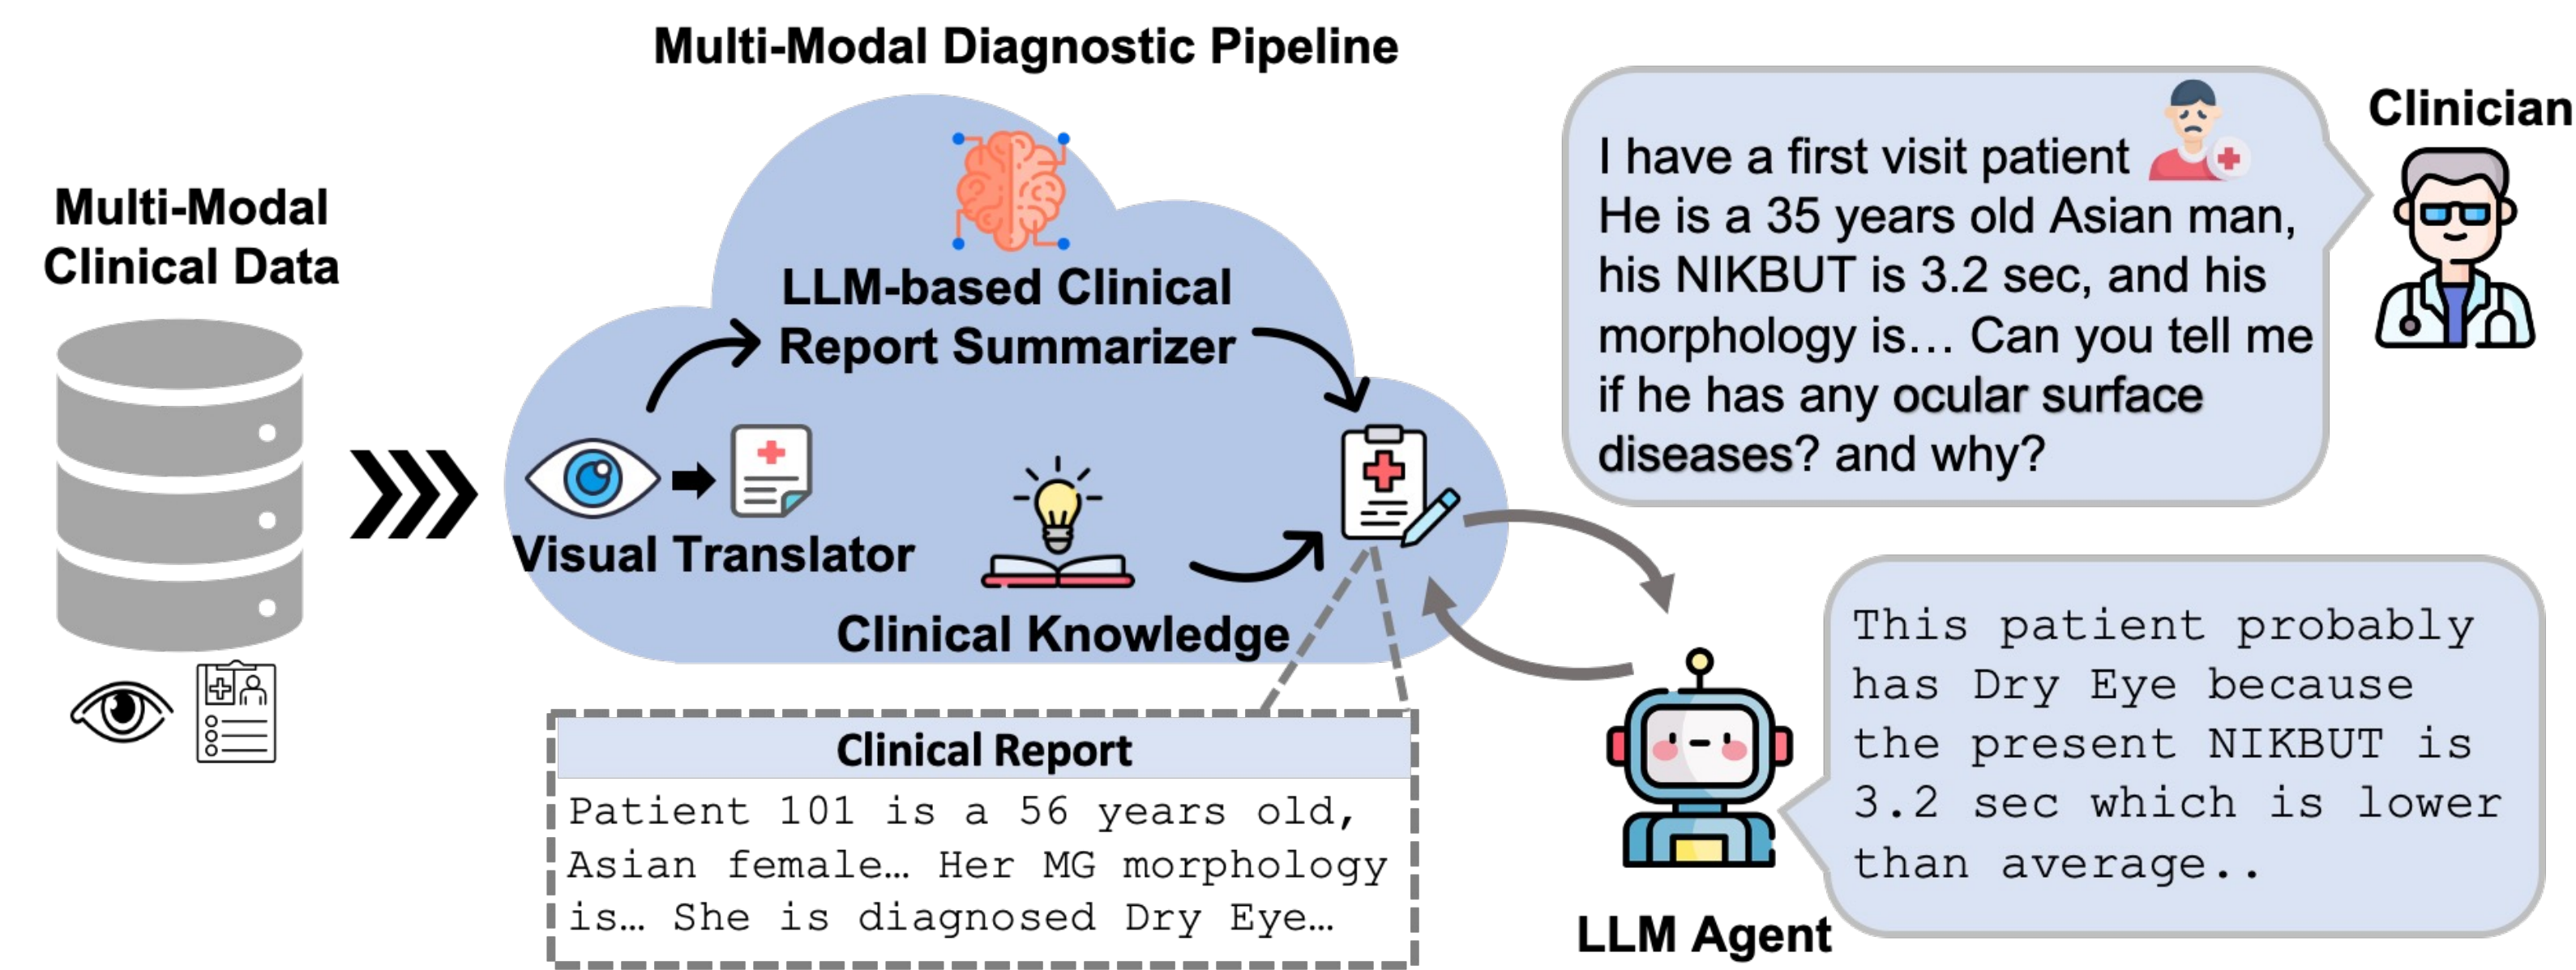 Multi-Modal Diagnostic Pipeline
Multi-Modal
Clinical Data
LLM-based Clinical
Report Summarizer
Visual Translator
Clinical Knowledge
Clinical Report
Patient 101 is a 56 years old,
Asian female… Her MG morphology
is… She is diagnosed Dry Eye…
Clinician
I have a first visit patient
He is a 35 years old Asian man,
his NIKBUT is 3.2 sec, and his
morphology is… Can you tell me
if he has any ocular surface
diseases? and why?
This patient probably
has Dry Eye because
the present NIKBUT is
3.2 sec which is lower
than average..
LLM Agent